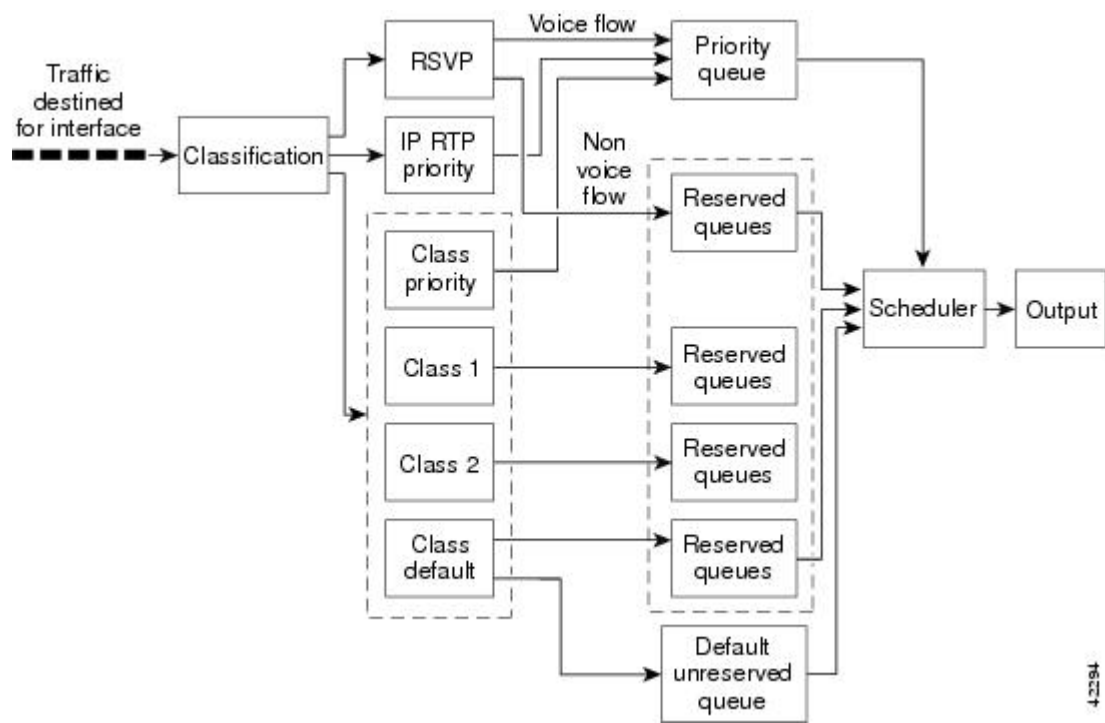 Traffic
destined
for interface
Classification
RSVP
Voice flow
Priority
queue
IP RTP
priority
Non
voice
flow
Reserved
queues
Class
priority
Scheduler
Output
Class 1
Reserved
queues
Class 2
Reserved
queues
Class
default
Reserved
queues
Default
unreserved
queue
42294